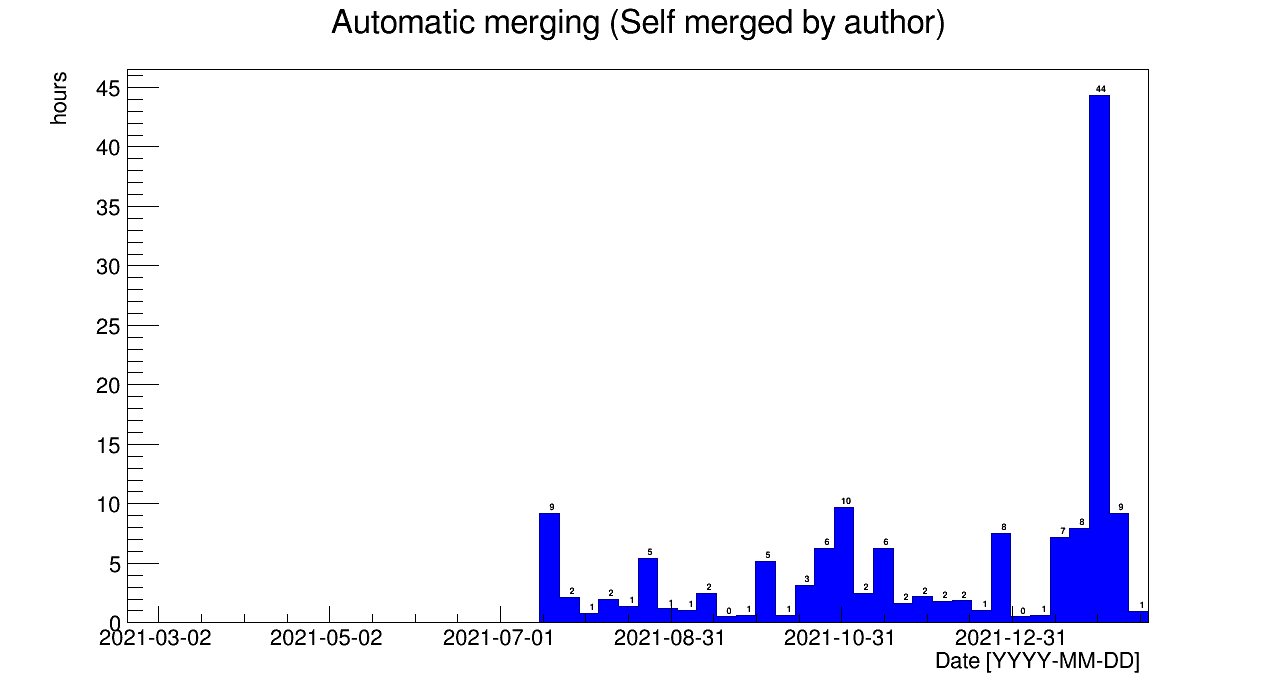 Automatic merging (Self merged by author)
hours
45
40
35
30
25
20
15
10
5
0
44
9 2 1 2 1 5 1 1 2 0 1 5 1 3 6 10 2 6 2 2 2 2 1 8 0 1 7 8 9 1
2021-03-02 2021-05-02 2021-07-01 2021-08-31 2021-10-31 2021-12-31
Date [YYYY-MM-DD]